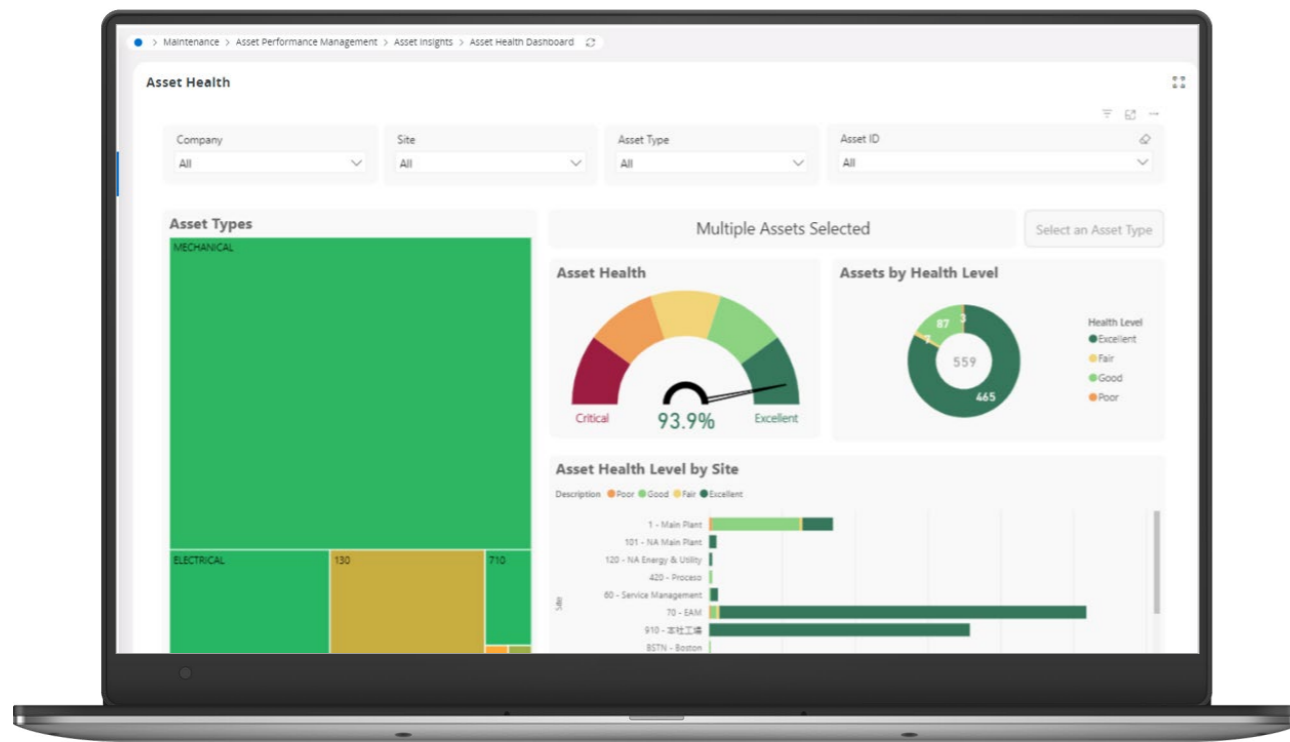 > Maintenance > Asset Performance Management > Asset Insights > Asset Health Dashboard
Asset Health
Company
Site
Asset Type
Asset ID
All
All
All
All
Asset Types
Multiple Assets Selected
Select an Asset Type
MECHANICAL
ELECTRICAL
130
710
Asset Health
Critical
93.9%
Excellent
Assets by Health Level
87
3
7
559
465
Health Level
Excellent
Fair
Good
Poor
Asset Health Level by Site
Description Poor Good Fair Excellent
Site
1 - Main Plant
101 - NA Main Plant
120 - NA Energy & Utility
420 - Proceso
60 - Service Management
70 - EAM
910 - 本社工場
BSTN - Boston